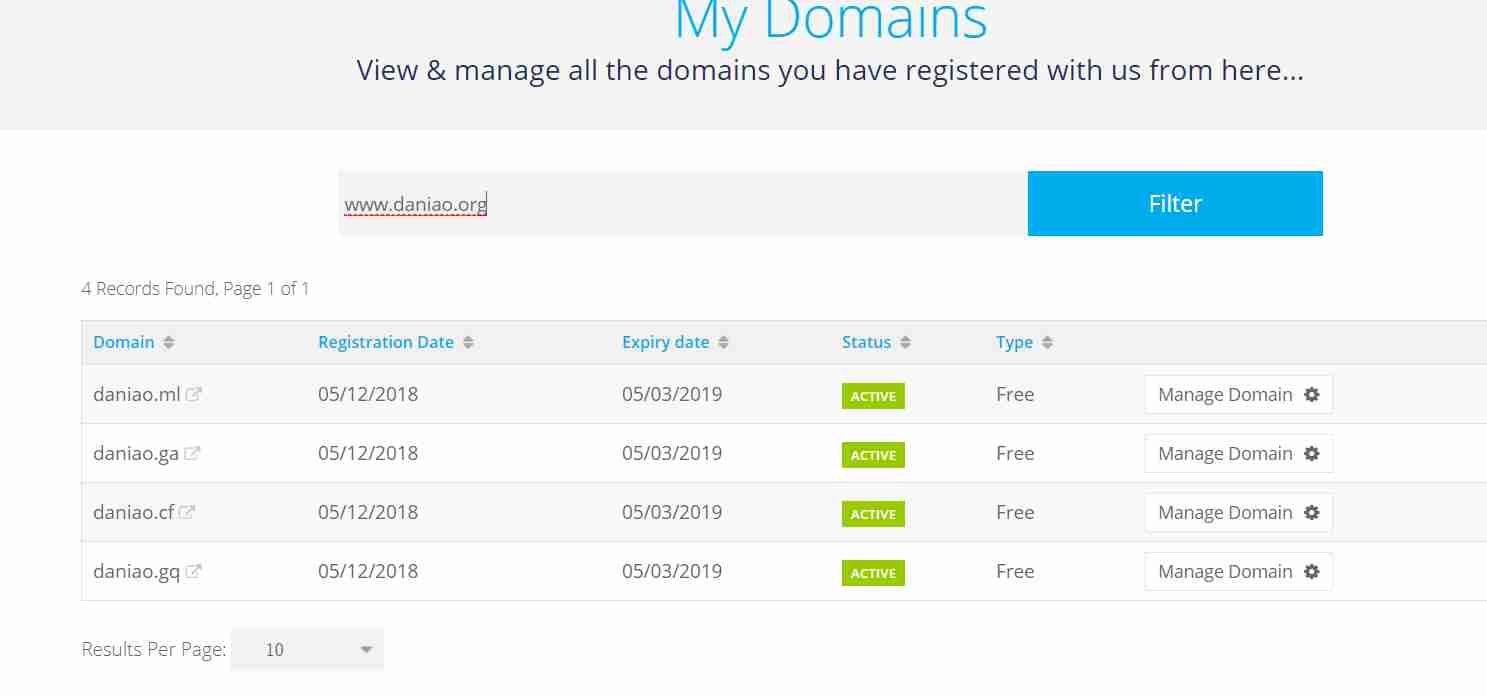 My Domains
View & manage all the domains you have registered with us from here...
www.daniao.org Filter
4 Records Found, Page 1 of 1
Domain Registration Date Expiry date Status Type
daniao.ml 05/12/2018 05/03/2019 ACTIVE Free Manage Domain
daniao.ga 05/12/2018 05/03/2019 ACTIVE Free Manage Domain
daniao.cf 05/12/2018 05/03/2019 ACTIVE Free Manage Domain
daniao.gq 05/12/2018 05/03/2019 ACTIVE Free Manage Domain
Results Per Page: 10